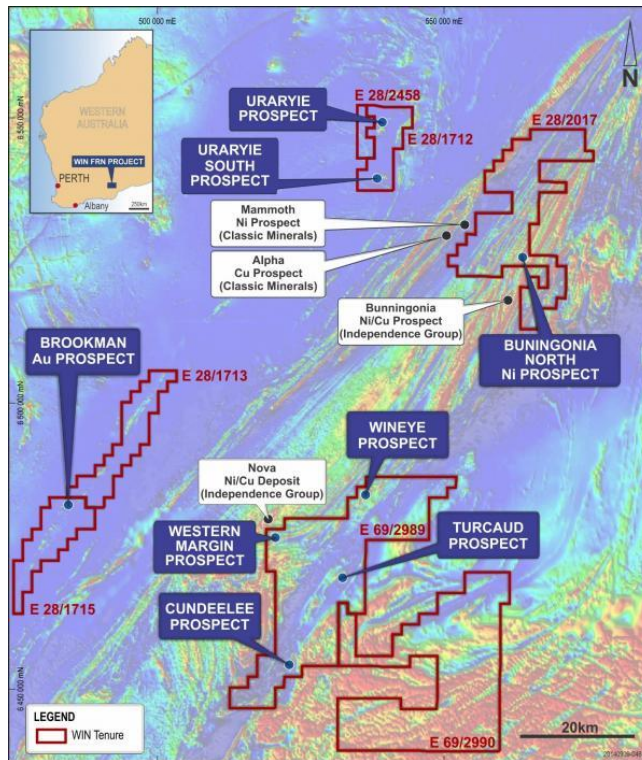 500 000 mE
550 000 mE
WESTERN
AUSTRALIA
WIN FRN PROJECT
PERTH
Albany
250km
N
6 530 000 mN
E 28/2458
URARYIE
PROSPECT
E 28/1712
URARYIE
SOUTH
PROSPECT
E 28/2017
Mammoth
Ni Prospect
(Classic Minerals)
Alpha
Cu Prospect
(Classic Minerals)
Bunningonia
Ni/Cu Prospect
(Independence Group)
BUNINGONIA
NORTH
Ni PROSPECT
BROOKMAN
Au PROSPECT
E 28/1713
6 500 000 mN
WINEYE
PROSPECT
Nova
Ni/Cu Deposit
(Independence Group)
WESTERN
MARGIN
PROSPECT
E 69/2989
TURCAUD
PROSPECT
E 28/1715
CUNDEELEE
PROSPECT
6 450 000 mN
LEGEND
WIN Tenure
E 69/2990
20km